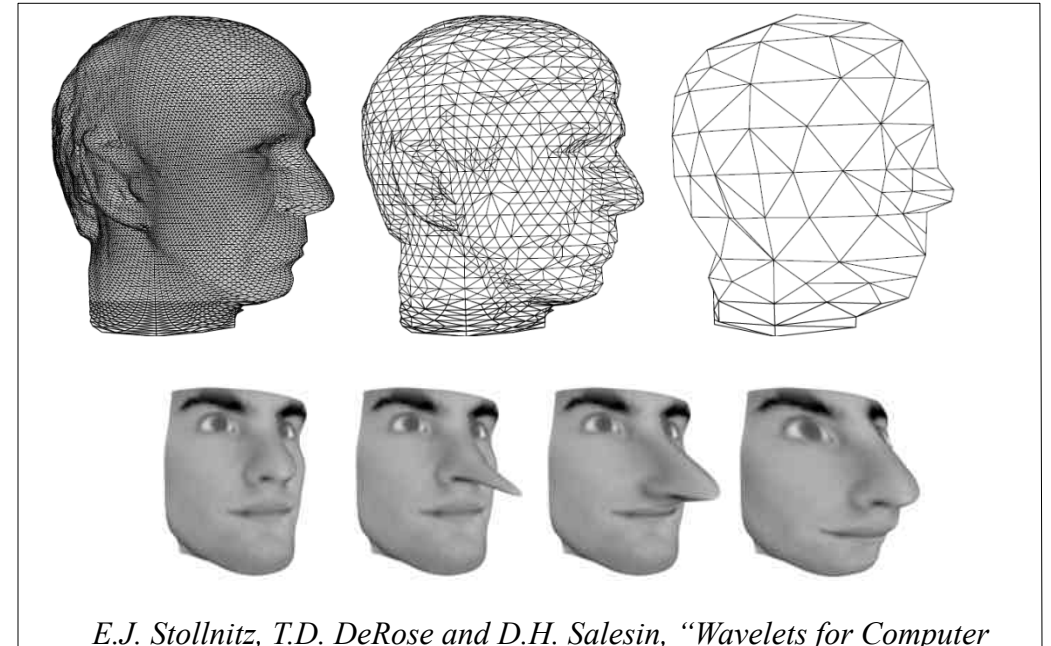 E.J. Stollnitz, T.D. DeRose and D.H. Salesin, “Wavelets for Computer